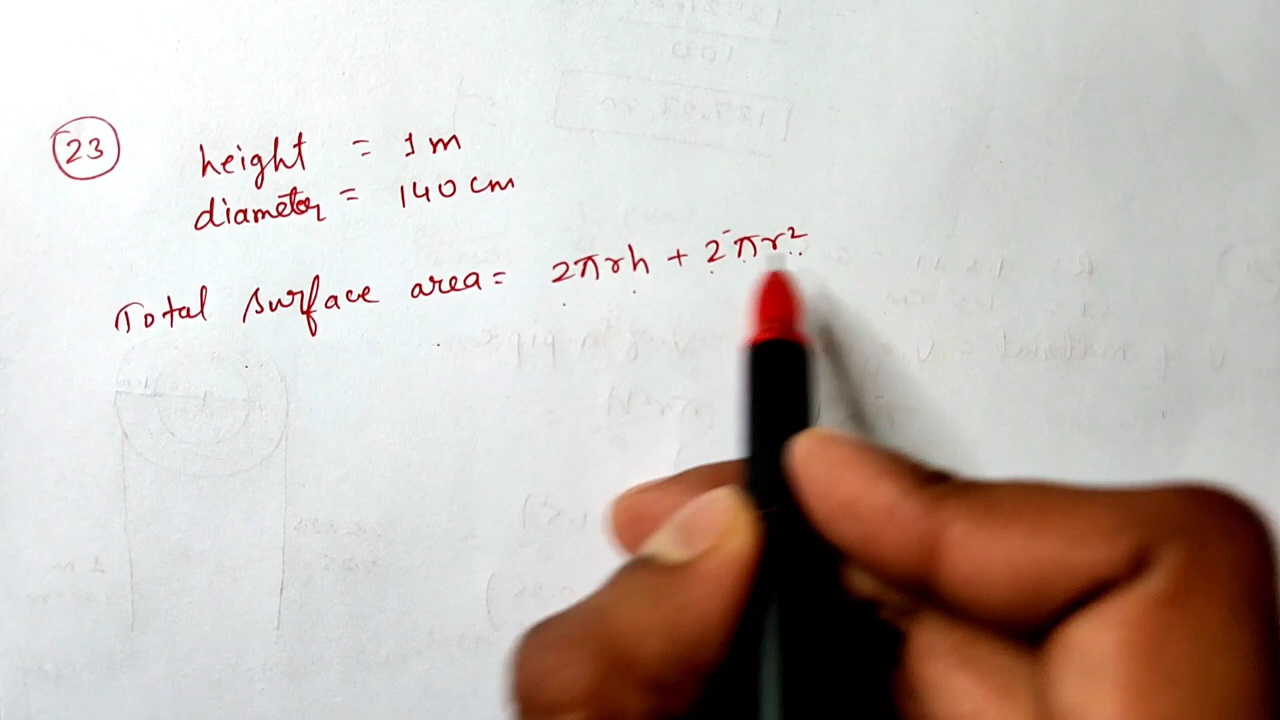 23
height = 1 m
diameter = 140 cm
Total surface area = 2πrh + 2πr²